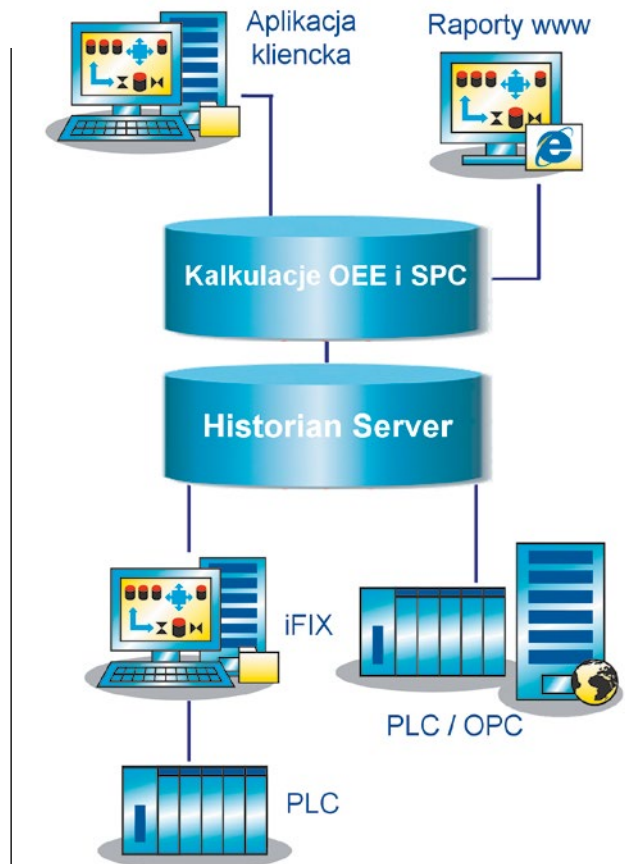 Aplikacja
kliencka
Raporty www
Kalkulacje OEE i SPC
Historian Server
iFIX
PLC / OPC
PLC